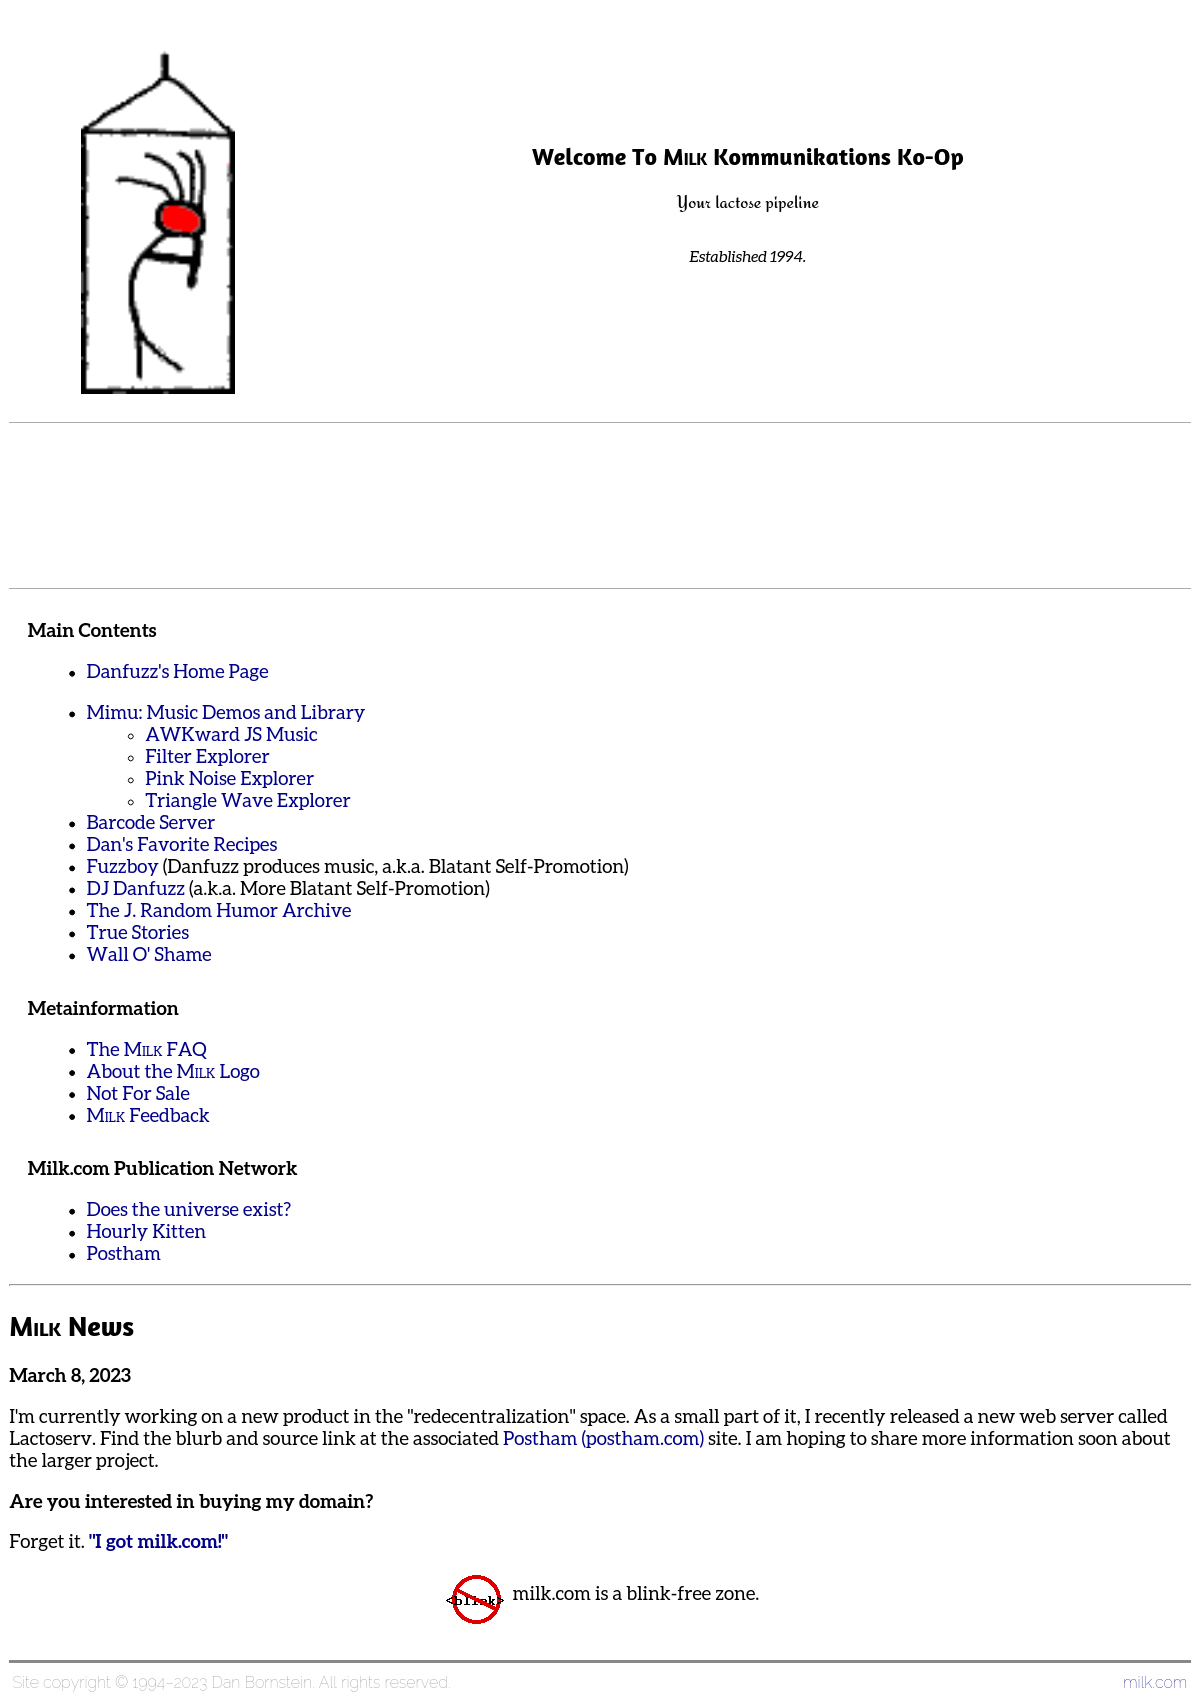 Welcome To Milk Kommunikations Ko-Op
Your lactose pipeline
Established 1994.
Main Contents
Danfuzz's Home Page
Mimu: Music Demos and Library
AWKward JS Music
Filter Explorer
Pink Noise Explorer
Triangle Wave Explorer
Barcode Server
Dan's Favorite Recipes
Fuzzboy (Danfuzz produces music, a.k.a. Blatant Self-Promotion)
DJ Danfuzz (a.k.a. More Blatant Self-Promotion)
The J. Random Humor Archive
True Stories
Wall O' Shame
Metainformation
The Milk FAQ
About the Milk Logo
Not For Sale
Milk Feedback
Milk.com Publication Network
Does the universe exist?
Hourly Kitten
Postham
Milk News
March 8, 2023
I'm currently working on a new product in the "redecentralization" space. As a small part of it, I recently released a new web server called
Lactoserv. Find the blurb and source link at the associated Postham (postham.com) site. I am hoping to share more information soon about
the larger project.
Are you interested in buying my domain?
Forget it. "I got milk.com!"
<blink> milk.com is a blink-free zone.
Site copyright © 1994–2023 Dan Bornstein. All rights reserved. milk.com